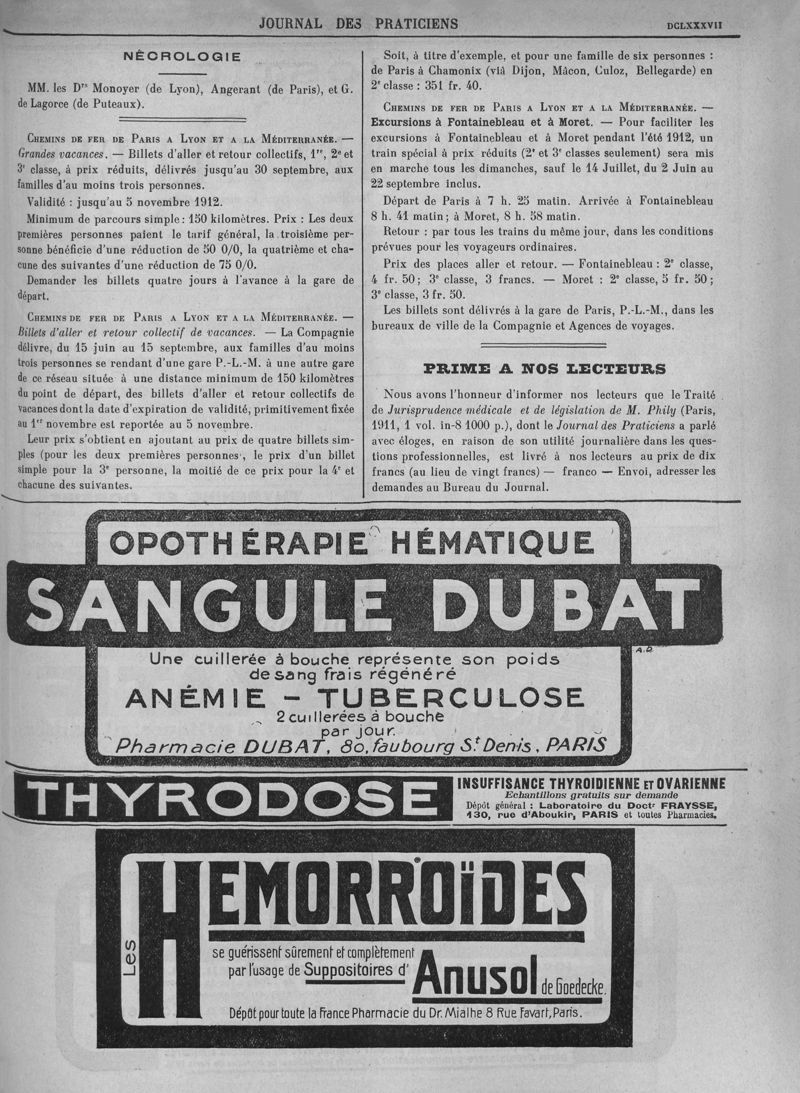 JOURNAL DES PRATICIENS
DCLXXXVII
NÉCROLOGIE
MM. les Drs Monoyer (de Lyon), Angerant (de Paris), et G.
de Lagorce (de Puteaux).
CHEMINS DE FER DE PARIS A LYON ET A LA MÉDITERRANÉE. —
Grandes vacances. — Billets d'aller et retour collectifs, 1re, 2e et
3e classe, à prix réduits, délivrés jusqu'au 30 septembre, aux
familles d'au moins trois personnes.
Validité : jusqu'au 5 novembre 1912.
Minimum de parcours simple : 150 kilomètres. Prix : Les deux
premières personnes paient le tarif général, la troisième per-
sonne bénéficie d'une réduction de 50 0/0, la quatrième et cha-
cune des suivantes d'une réduction de 75 0/0.
Demander les billets quatre jours à l'avance à la gare de
départ.
CHEMINS DE FER DE PARIS A LYON ET A LA MÉDITERRANÉE. —
Billets d'aller et retour collectif de vacances. — La Compagnie
délivre, du 15 juin au 15 septembre, aux familles d'au moins
trois personnes se rendant d'une gare P.-L.-M. à une autre gare
de ce réseau située à une distance minimum de 150 kilomètres
du point de départ, des billets d'aller et retour collectifs de
vacances dont la date d'expiration de validité, primitivement fixée
au 1er novembre est reportée au 5 novembre.
Leur prix s'obtient en ajoutant au prix de quatre billets sim-
ples (pour les deux premières personnes, le prix d'un billet
simple pour la 3e personne, la moitié de ce prix pour la 4e et
chacune des suivantes.
Soit, à titre d'exemple, et pour une famille de six personnes :
de Paris à Chamonix (viâ Dijon, Mâcon, Culoz, Bellegarde) en
2e classe : 351 fr. 40.
CHEMINS DE FER DE PARIS A LYON ET A LA MÉDITERRANÉE. —
Excursions à Fontainebleau et à Moret. — Pour faciliter les
excursions à Fontainebleau et à Moret pendant l'été 1912, un
train spécial à prix réduits (2e et 3e classes seulement) sera mis
en marche tous les dimanches, sauf le 14 Juillet, du 2 Juin au
22 septembre inclus.
Départ de Paris à 7 h. 25 matin. Arrivée à Fontainebleau
8 h. 41 matin ; à Moret, 8 h. 58 matin.
Retour : par tous les trains du même jour, dans les conditions
prévues pour les voyageurs ordinaires.
Prix des places aller et retour. — Fontainebleau : 2e classe,
4 fr. 50 ; 3e classe, 3 francs. — Moret : 2e classe, 5 fr. 50 ;
3e classe, 3 fr. 50.
Les billets sont délivrés à la gare de Paris, P.-L.-M., dans les
bureaux de ville de la Compagnie et Agences de voyages.
PRIME A NOS LECTEURS
Nous avons l'honneur d'informer nos lecteurs que le Traité
de Jurisprudence médicale et de législation de M. Phily (Paris,
1911, 1 vol. in-8 1000 p.), dont le Journal des Praticiens a parlé
avec éloges, en raison de son utilité journalière dans les ques-
tions professionnelles, est livré à nos lecteurs au prix de dix
francs (au lieu de vingt francs) — franco — Envoi, adresser les
demandes au Bureau du Journal.
OPOTHÉRAPIE HÉMATIQUE
SANGULE DUBAT
A.D.
Une cuillerée à bouche représente son poids
de sang frais régénéré
ANÉMIE - TUBERCULOSE
2 cuillerées à bouche
par jour.
Pharmacie DUBAT, 80, faubourg St Denis, PARIS
THYRODOSE
INSUFFISANCE THYROIDIENNE ET OVARIENNE
Echantillons gratuits sur demande
Dépôt général : Laboratoire du Doctr FRAYSSE,
130, rue d'Aboukir, PARIS et toutes Pharmacies.
LES HEMORROÏDES
se guérissent sûrement et complètement
par l'usage de Suppositoires d'Anusol de Goedecke.
Dépôt pour toute la France Pharmacie du Dr. Mialhe 8 Rue Favart, Paris.